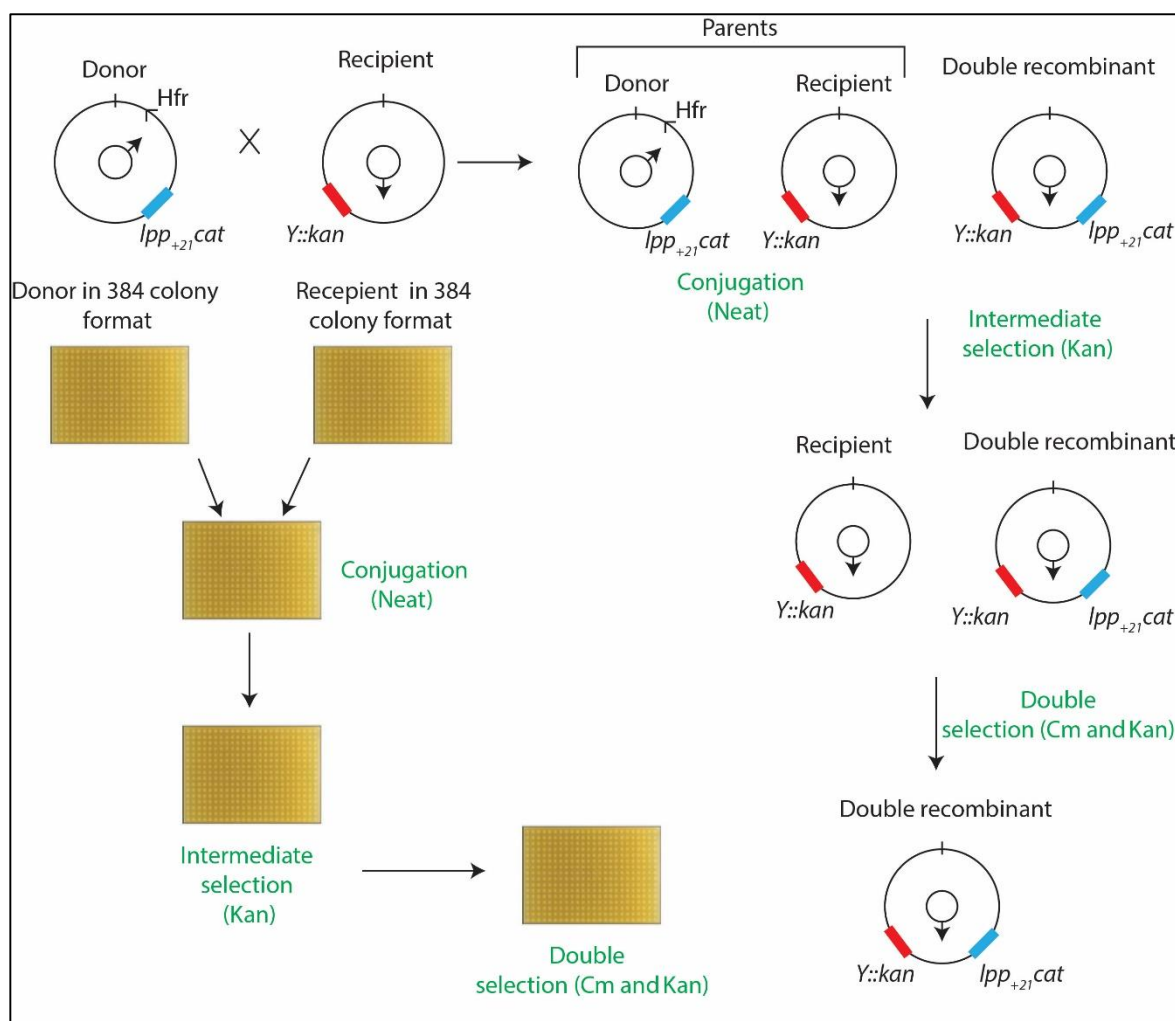 Parents
Donor
Recipient
Donor
Recipient
Double recombinant
Hfr
Hfr
lpp+21cat
Y::kan
lpp+21cat
Y::kan
Y::kan
lpp+21cat
Donor in 384 colony
format
Recepient in 384
colony format
Conjugation
(Neat)
Intermediate
selection (Kan)
Recipient
Double recombinant
Y::kan
Y::kan
lpp+21cat
Conjugation
(Neat)
Double
selection (Cm and Kan)
Intermediate
selection
(Kan)
Double recombinant
Y::kan
lpp+21cat
Double
selection (Cm and Kan)